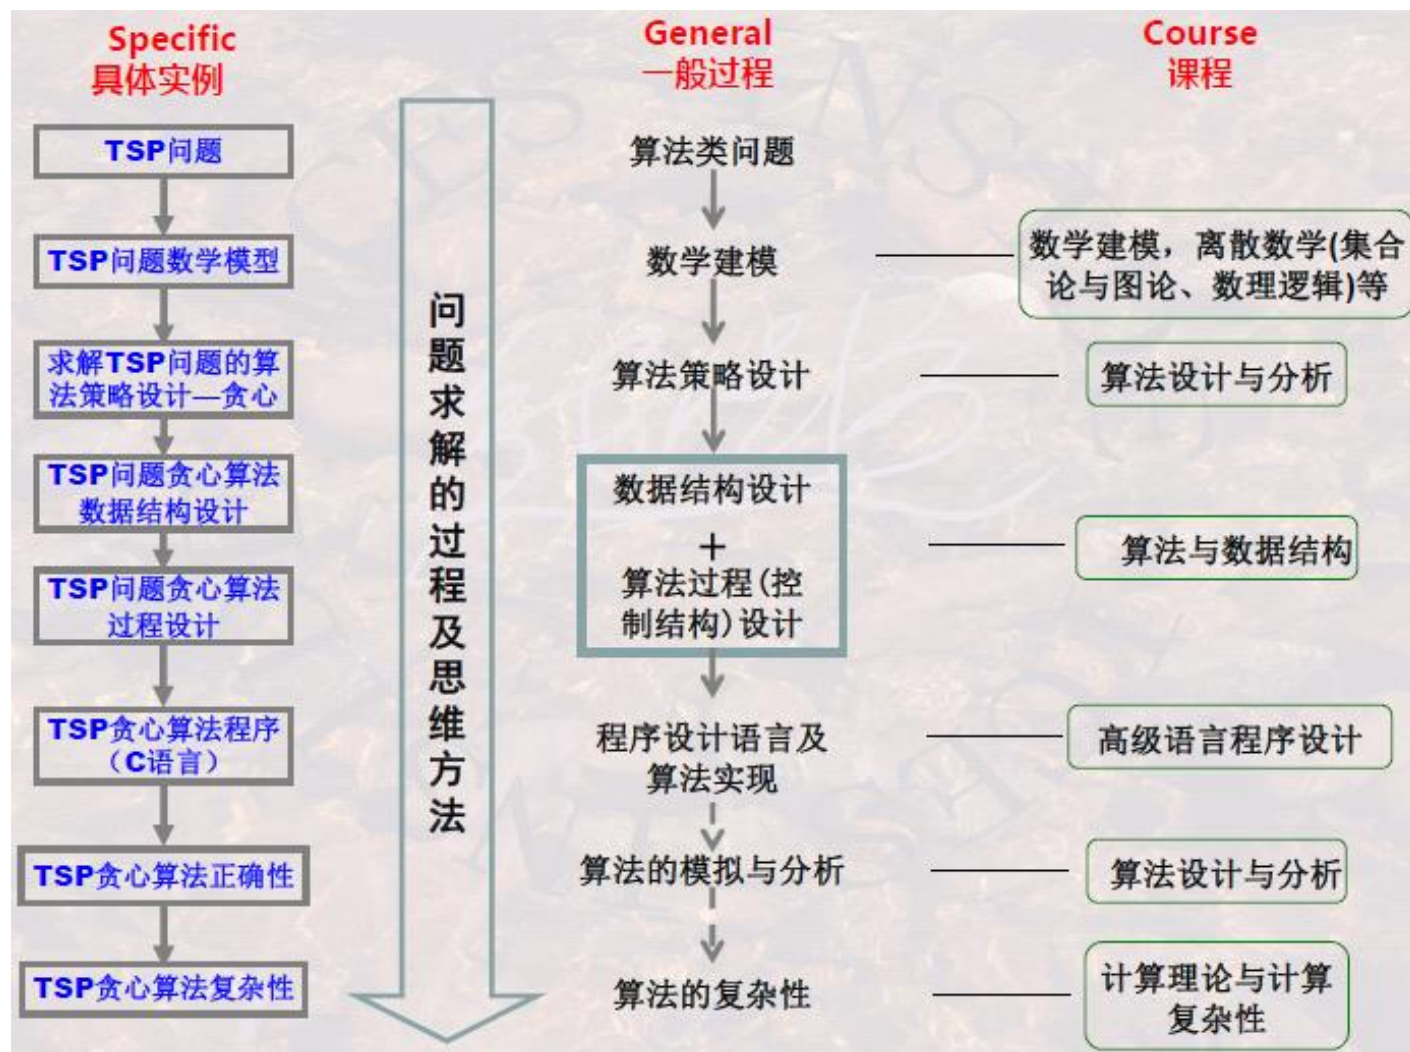 Specific
具体实例
TSP问题
TSP问题数学模型
求解TSP问题的算
法策略设计—贪心
TSP问题贪心算法
数据结构设计
TSP问题贪心算法
过程设计
TSP贪心算法程序
（C语言）
TSP贪心算法正确性
TSP贪心算法复杂性
问题求解的过程及思维方法
General
一般过程
算法类问题
数学建模
算法策略设计
数据结构设计
＋
算法过程(控
制结构)设计
程序设计语言及
算法实现
算法的模拟与分析
算法的复杂性
Course
课程
数学建模，离散数学(集合
论与图论、数理逻辑)等
算法设计与分析
算法与数据结构
高级语言程序设计
算法设计与分析
计算理论与计算
复杂性